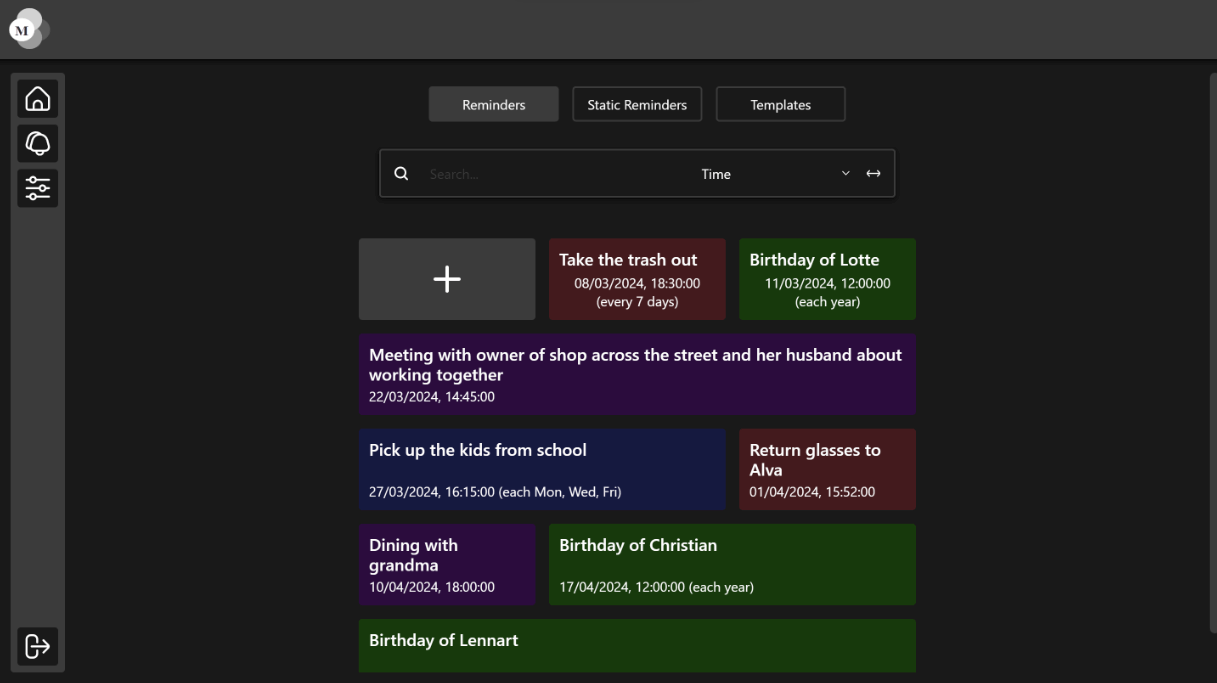 M
Reminders
Static Reminders
Templates
Search...
Time
Take the trash out
08/03/2024, 18:30:00
(every 7 days)
Birthday of Lotte
11/03/2024, 12:00:00
(each year)
Meeting with owner of shop across the street and her husband about
working together
22/03/2024, 14:45:00
Pick up the kids from school
27/03/2024, 16:15:00 (each Mon, Wed, Fri)
Return glasses to
Alva
01/04/2024, 15:52:00
Dining with
grandma
10/04/2024, 18:00:00
Birthday of Christian
17/04/2024, 12:00:00 (each year)
Birthday of Lennart